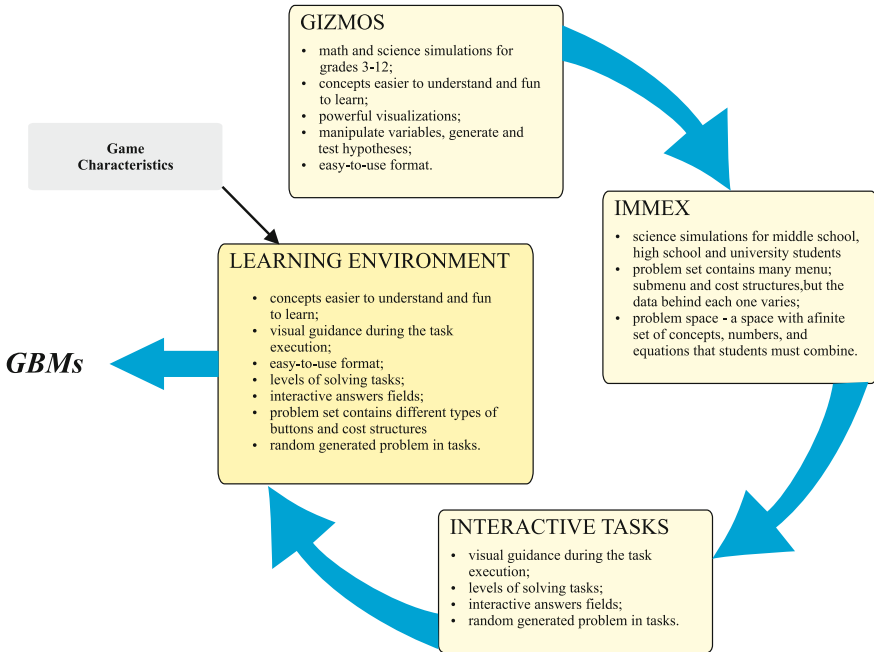 GIZMOS
• math and science simulations for
grades 3-12;
• concepts easier to understand and fun
to learn;
• powerful visualizations;
• manipulate variables, generate and
test hypotheses;
• easy-to-use format.
Game
Characteristics
IMMEX
• science simulations for middle school,
high school and university students
• problem set contains many menu;
submenu and cost structures,but the
data behind each one varies;
• problem space - a space with afinite
set of concepts, numbers, and
equations that students must combine.
LEARNING ENVIRONMENT
• concepts easier to understand and fun
to learn;
• visual guidance during the task
execution;
• easy-to-use format;
• levels of solving tasks;
• interactive answers fields;
• problem set contains different types of
buttons and cost structures
• random generated problem in tasks.
GBMs
INTERACTIVE TASKS
• visual guidance during the task
execution;
• levels of solving tasks;
• interactive answers fields;
• random generated problem in tasks.